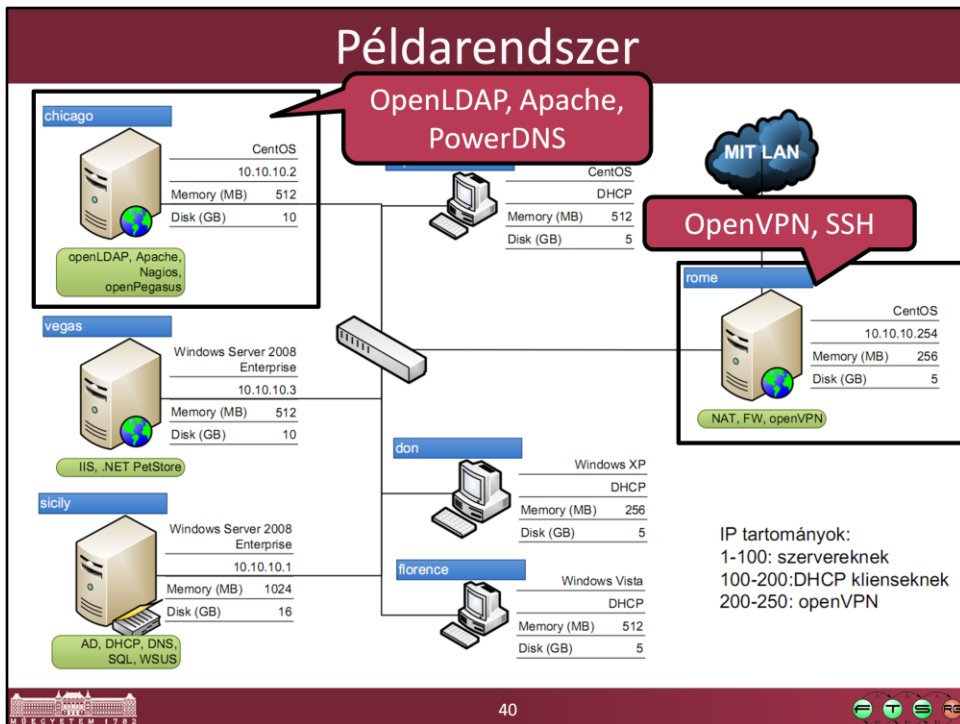 Példarendszer
OpenLDAP, Apache,
PowerDNS
chicago
CentOS
10.10.10.2
Memory (MB) 512
Disk (GB) 10
openLDAP, Apache,
Nagios,
openPegasus
CentOS
DHCP
Memory (MB) 512
Disk (GB) 5
MIT LAN
OpenVPN, SSH
rome
CentOS
10.10.10.254
Memory (MB) 256
Disk (GB) 5
NAT, FW, openVPN
vegas
Windows Server 2008
Enterprise
10.10.10.3
Memory (MB) 512
Disk (GB) 10
IIS, .NET PetStore
don
Windows XP
DHCP
Memory (MB) 256
Disk (GB) 5
sicily
Windows Server 2008
Enterprise
10.10.10.1
Memory (MB) 1024
Disk (GB) 16
AD, DHCP, DNS,
SQL, WSUS
florence
Windows Vista
DHCP
Memory (MB) 512
Disk (GB) 5
IP tartományok:
1-100: szervereknek
100-200:DHCP klienseknek
200-250: openVPN
MŰEGYETEM 1782
40
F T S RG